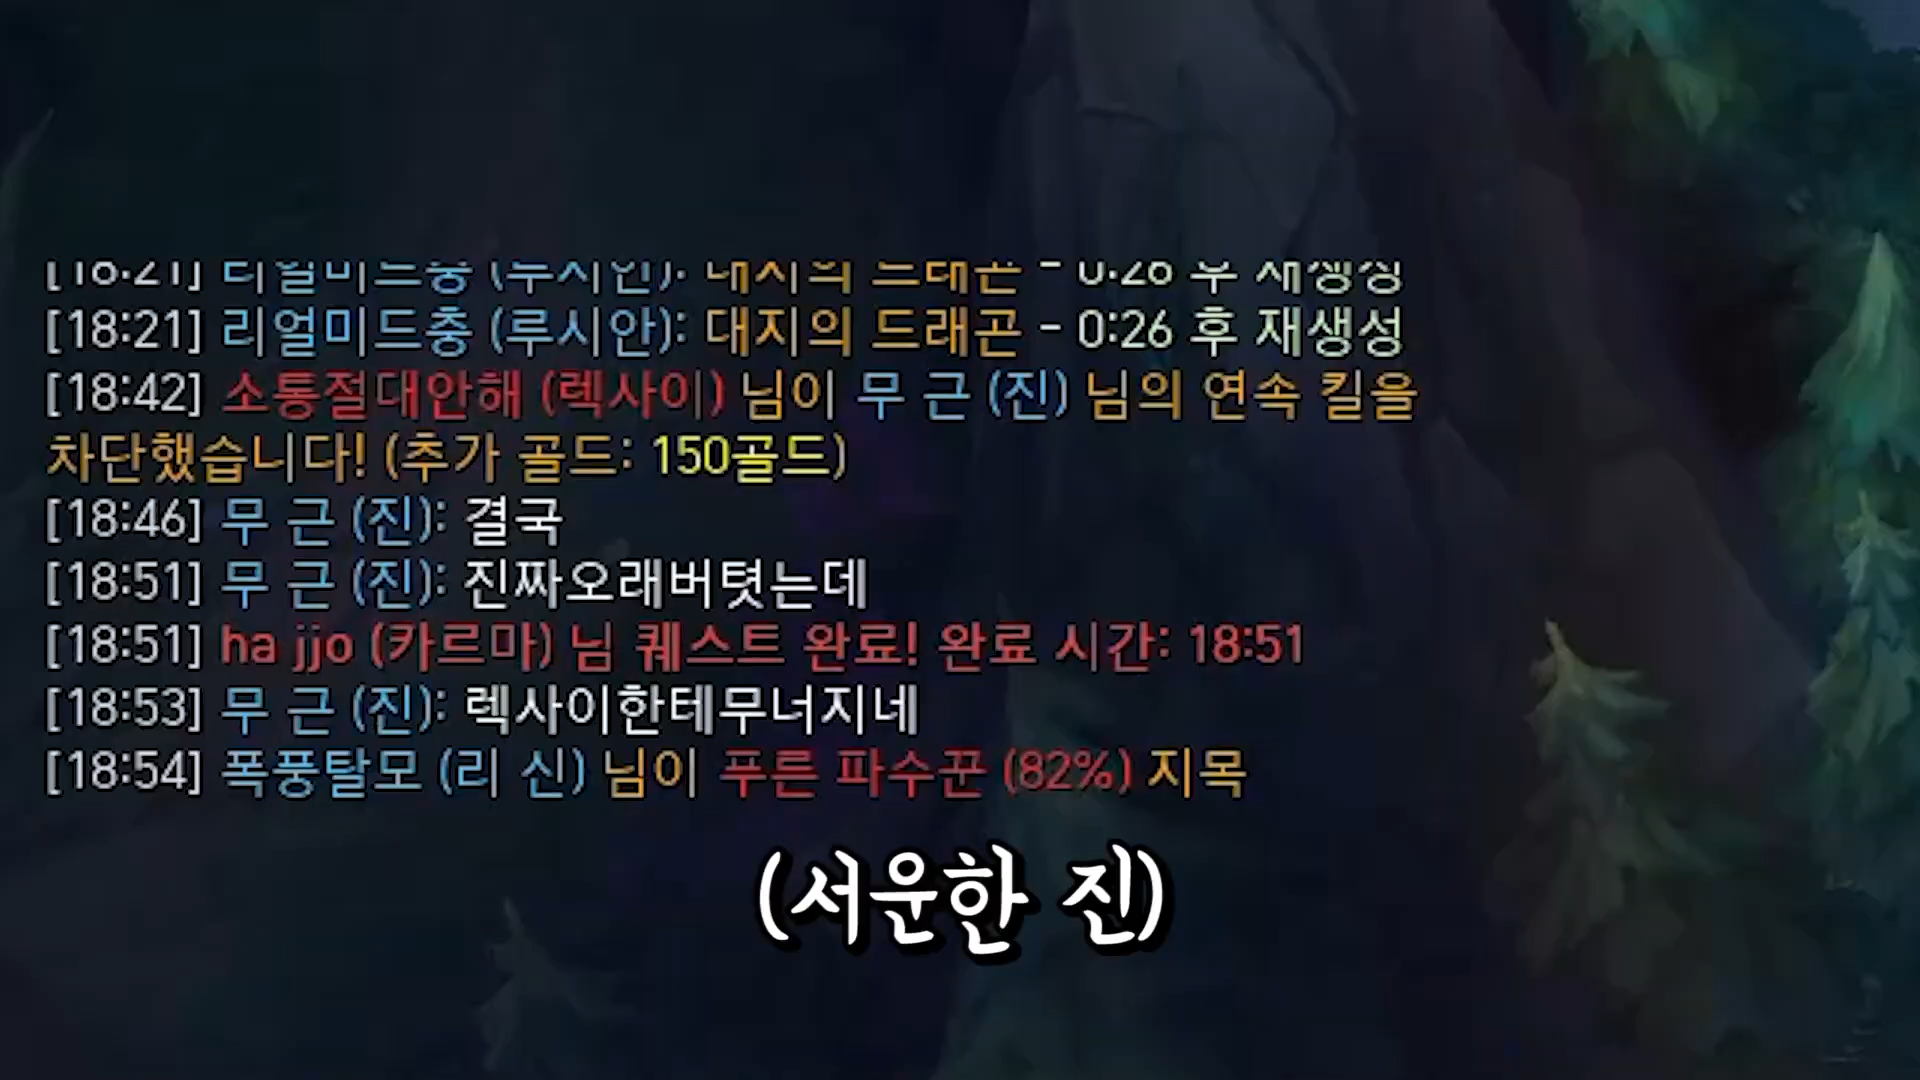 [18:21] 리얼미드충 (루시안): 대지의 드래곤 - 0:26 후 재생성
[18:42] 소통절대안해 (렉사이) 님이 무 근 (진) 님의 연속 킬을
차단했습니다! (추가 골드: 150골드)
[18:46] 무 근 (진): 결국
[18:51] 무 근 (진): 진짜오래버텻는데
[18:51] ha jjo (카르마) 님 퀘스트 완료! 완료 시간: 18:51
[18:53] 무 근 (진): 렉사이한테무너지네
[18:54] 폭풍탈모 (리 신) 님이 푸른 파수꾼 (82%) 지목
(서운한 진)